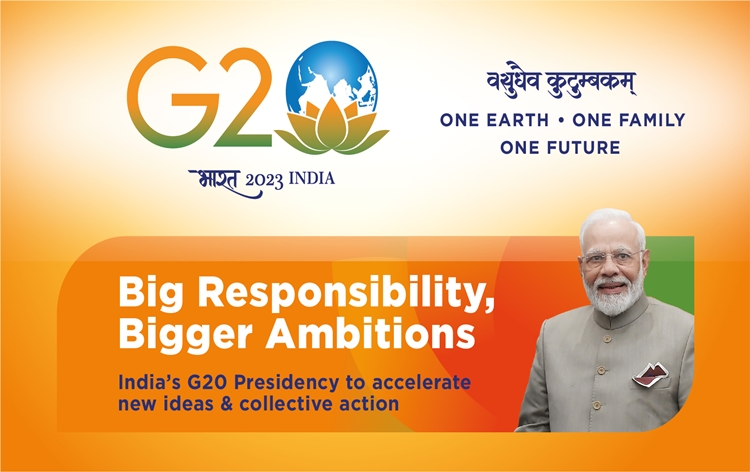 G20
भारत 2023 INDIA
वसुधैव कुटुम्बकम्
ONE EARTH • ONE FAMILY
ONE FUTURE
Big Responsibility,
Bigger Ambitions
India's G20 Presidency to accelerate
new ideas & collective action